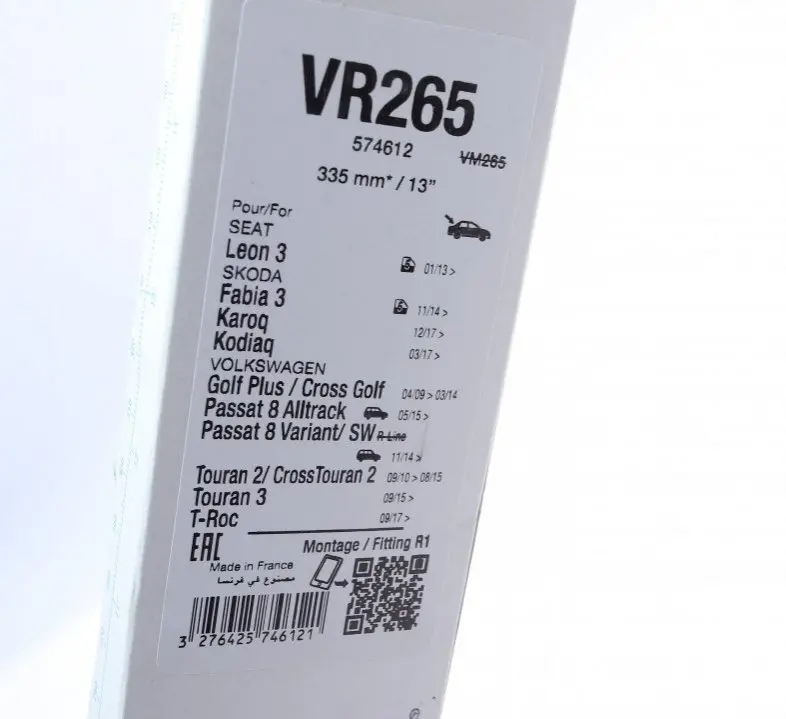 VR265
574612 VM265
335 mm* / 13”
Pour/For
SEAT
Leon 3 5 01/13 >
SKODA
Fabia 3 5 11/14 >
Karoq 12/17 >
Kodiaq 03/17 >
VOLKSWAGEN
Golf Plus / Cross Golf 04/09 > 03/14
Passat 8 Alltrack 05/15 >
Passat 8 Variant/ SW R-Line
11/14 >
Touran 2/ CrossTouran 2 09/10 > 08/15
Touran 3 09/15 >
T-Roc 09/17 >
EAC Montage / Fitting R1
Made in France
مصنوع في فرنسا
3 276425 746121